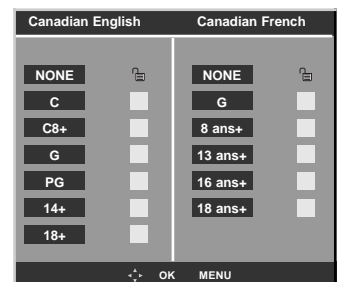 Canadian English Canadian French
NONE NONE
C G
C8+ 8 ans+
G 13 ans+
PG 16 ans+
14+ 18 ans+
18+
OK MENU